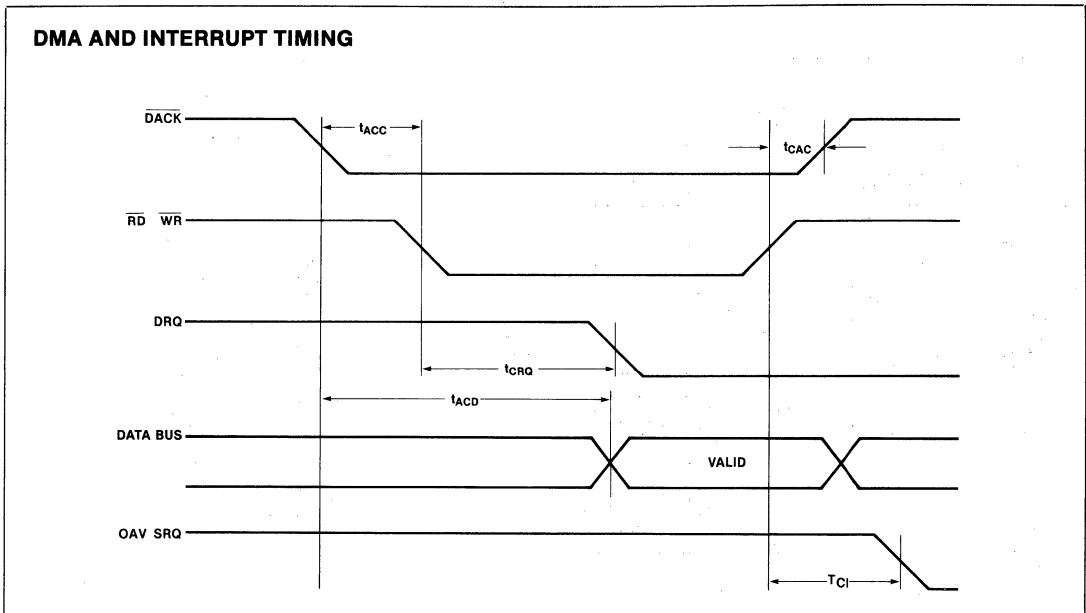 DMA AND INTERRUPT TIMING
DACK
tACC
tCAC
RD WR
DRQ
tCRQ
tACD
DATA BUS
VALID
OAV SRQ
TCI